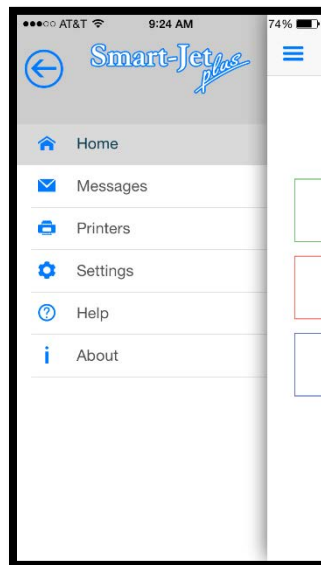 AT&T 9:24 AM 74%
Smart-Jet
plus
Home
Messages
Printers
Settings
Help
About